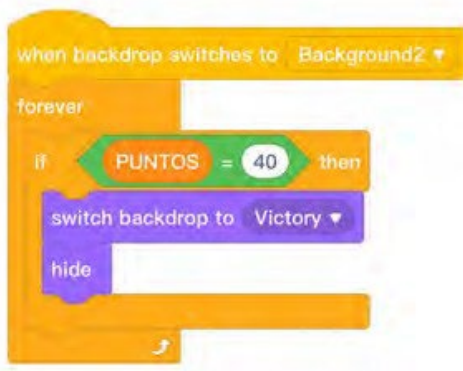 when backdrop switches to Background2
forever
if PUNTOS = 40 then
switch backdrop to Victory
hide